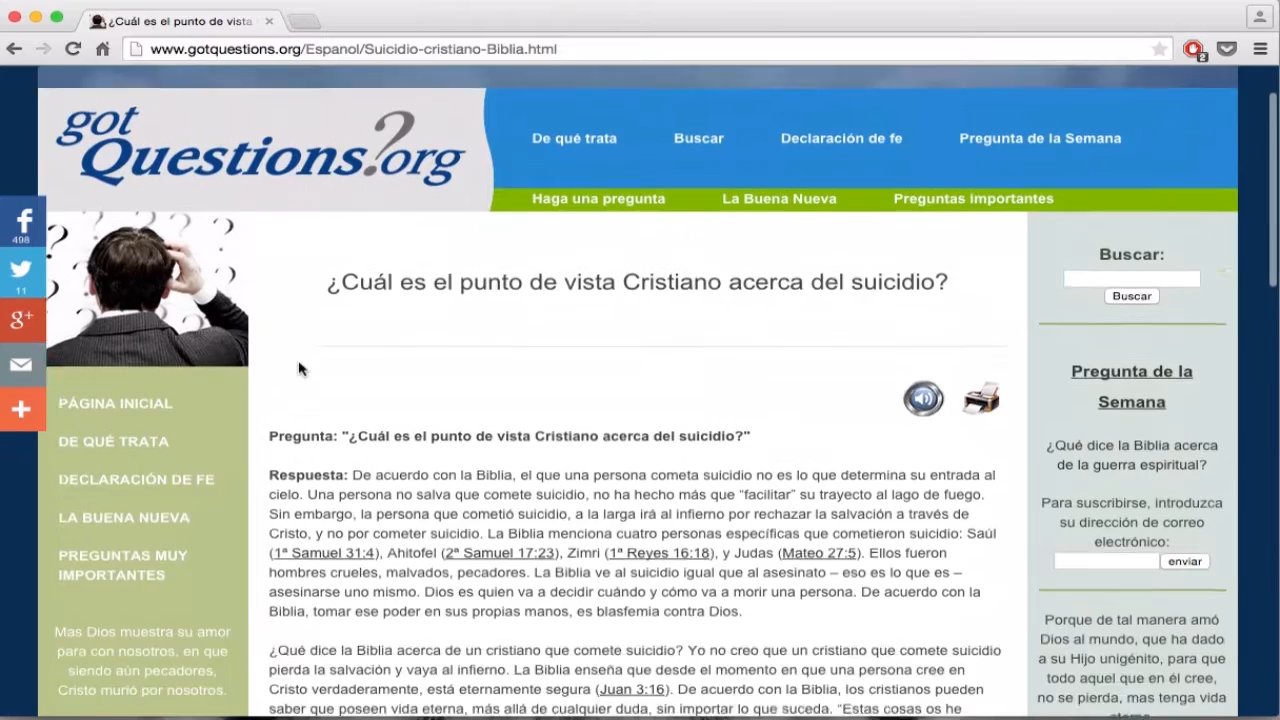 ¿Cuál es el punto de vista
www.gotquestions.org/Espanol/Suicidio-cristiano-Biblia.html
2
got
Questions?.org
De qué trata
Buscar
Declaración de fe
Pregunta de la Semana
Haga una pregunta
La Buena Nueva
Preguntas importantes
498
11
g+
PÁGINA INICIAL
DE QUÉ TRATA
DECLARACIÓN DE FE
LA BUENA NUEVA
PREGUNTAS MUY
IMPORTANTES
Mas Dios muestra su amor
para con nosotros, en que
siendo aún pecadores,
Cristo murió por nosotros.
¿Cuál es el punto de vista Cristiano acerca del suicidio?
Pregunta: "¿Cuál es el punto de vista Cristiano acerca del suicidio?"
Respuesta: De acuerdo con la Biblia, el que una persona cometa suicidio no es lo que determina su entrada al
cielo. Una persona no salva que comete suicidio, no ha hecho más que “facilitar” su trayecto al lago de fuego.
Sin embargo, la persona que cometió suicidio, a la larga irá al infierno por rechazar la salvación a través de
Cristo, y no por cometer suicidio. La Biblia menciona cuatro personas específicas que cometieron suicidio: Saúl
(1ª Samuel 31:4), Ahitofel (2ª Samuel 17:23), Zimri (1ª Reyes 16:18), y Judas (Mateo 27:5). Ellos fueron
hombres crueles, malvados, pecadores. La Biblia ve al suicidio igual que al asesinato – eso es lo que es –
asesinarse uno mismo. Dios es quien va a decidir cuándo y cómo va a morir una persona. De acuerdo con la
Biblia, tomar ese poder en sus propias manos, es blasfemia contra Dios.
¿Qué dice la Biblia acerca de un cristiano que comete suicidio? Yo no creo que un cristiano que comete suicidio
pierda la salvación y vaya al infierno. La Biblia enseña que desde el momento en que una persona cree en
Cristo verdaderamente, está eternamente segura (Juan 3:16). De acuerdo con la Biblia, los cristianos pueden
saber que poseen vida eterna, más allá de cualquier duda, sin importar lo que suceda. “Estas cosas os he
Buscar:
Buscar
Pregunta de la
Semana
¿Qué dice la Biblia acerca
de la guerra espiritual?
Para suscribirse, introduzca
su dirección de correo
electrónico:
enviar
Porque de tal manera amó
Dios al mundo, que ha dado
a su Hijo unigénito, para que
todo aquel que en él cree,
no se pierda, mas tenga vida